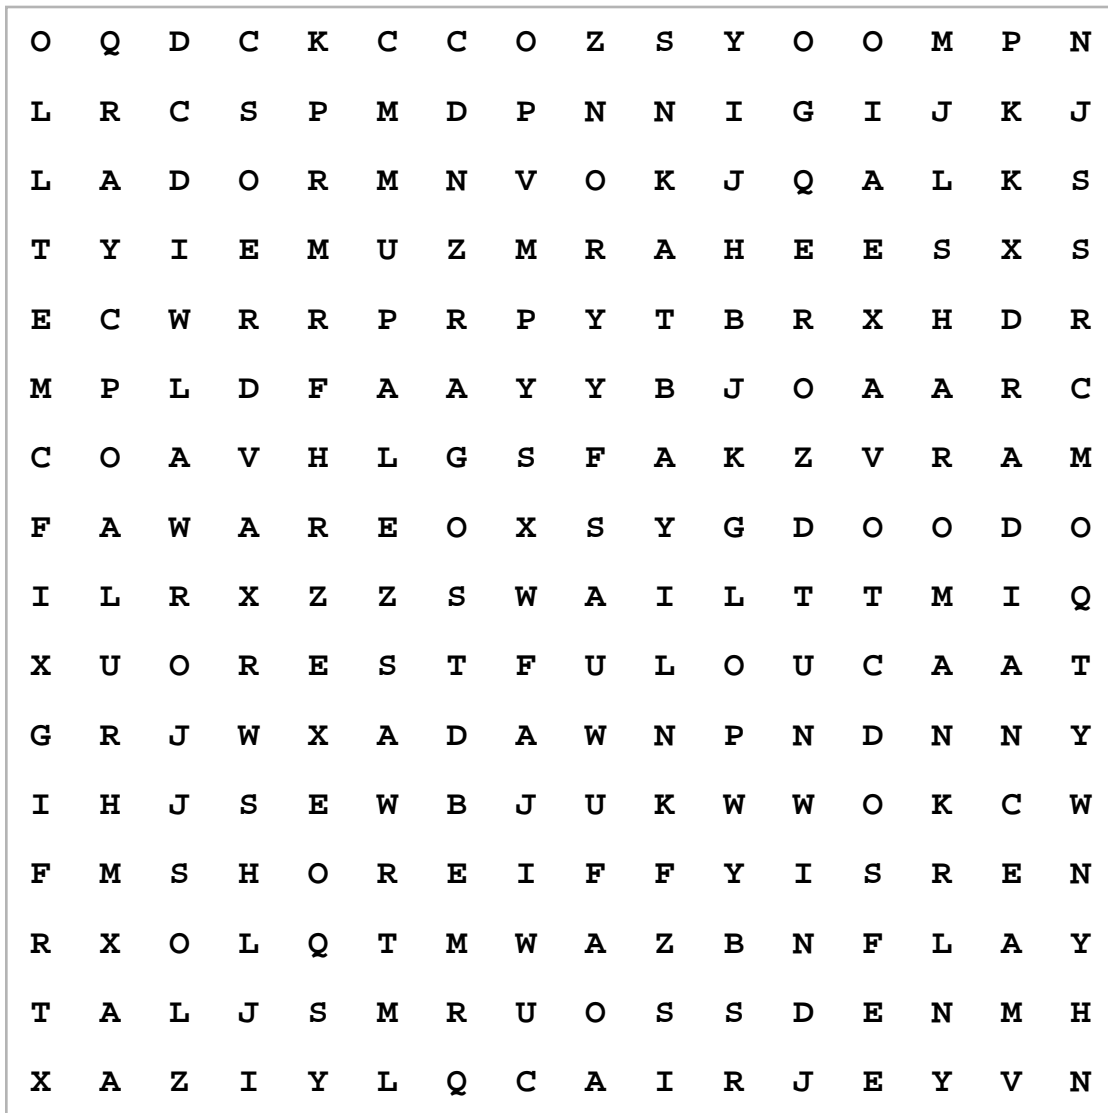 O Q D C K C C O Z S Y O O M P N
L R C S P M D P N N I G I J K J
L A D O R M N V O K J Q A L K S
T Y I E M U Z M R A H E E S X S
E C W R R P R P Y T B R X H D R
M P L D F A A Y Y B J O A A R C
C O A V H L G S F A K Z V R A M
F A W A R E O X S Y G D O O D O
I L R X Z Z S W A I L T T M I Q
X U O R E S T F U L O U C A A T
G R J W X A D A W N P N D N N Y
I H J S E W B J U K W W O K C W
F M S H O R E I F F Y I S R E N
R X O L Q T M W A Z B N F L A Y
T A L J S M R U O S S D E N M H
X A Z I Y L Q C A I R J E Y V N